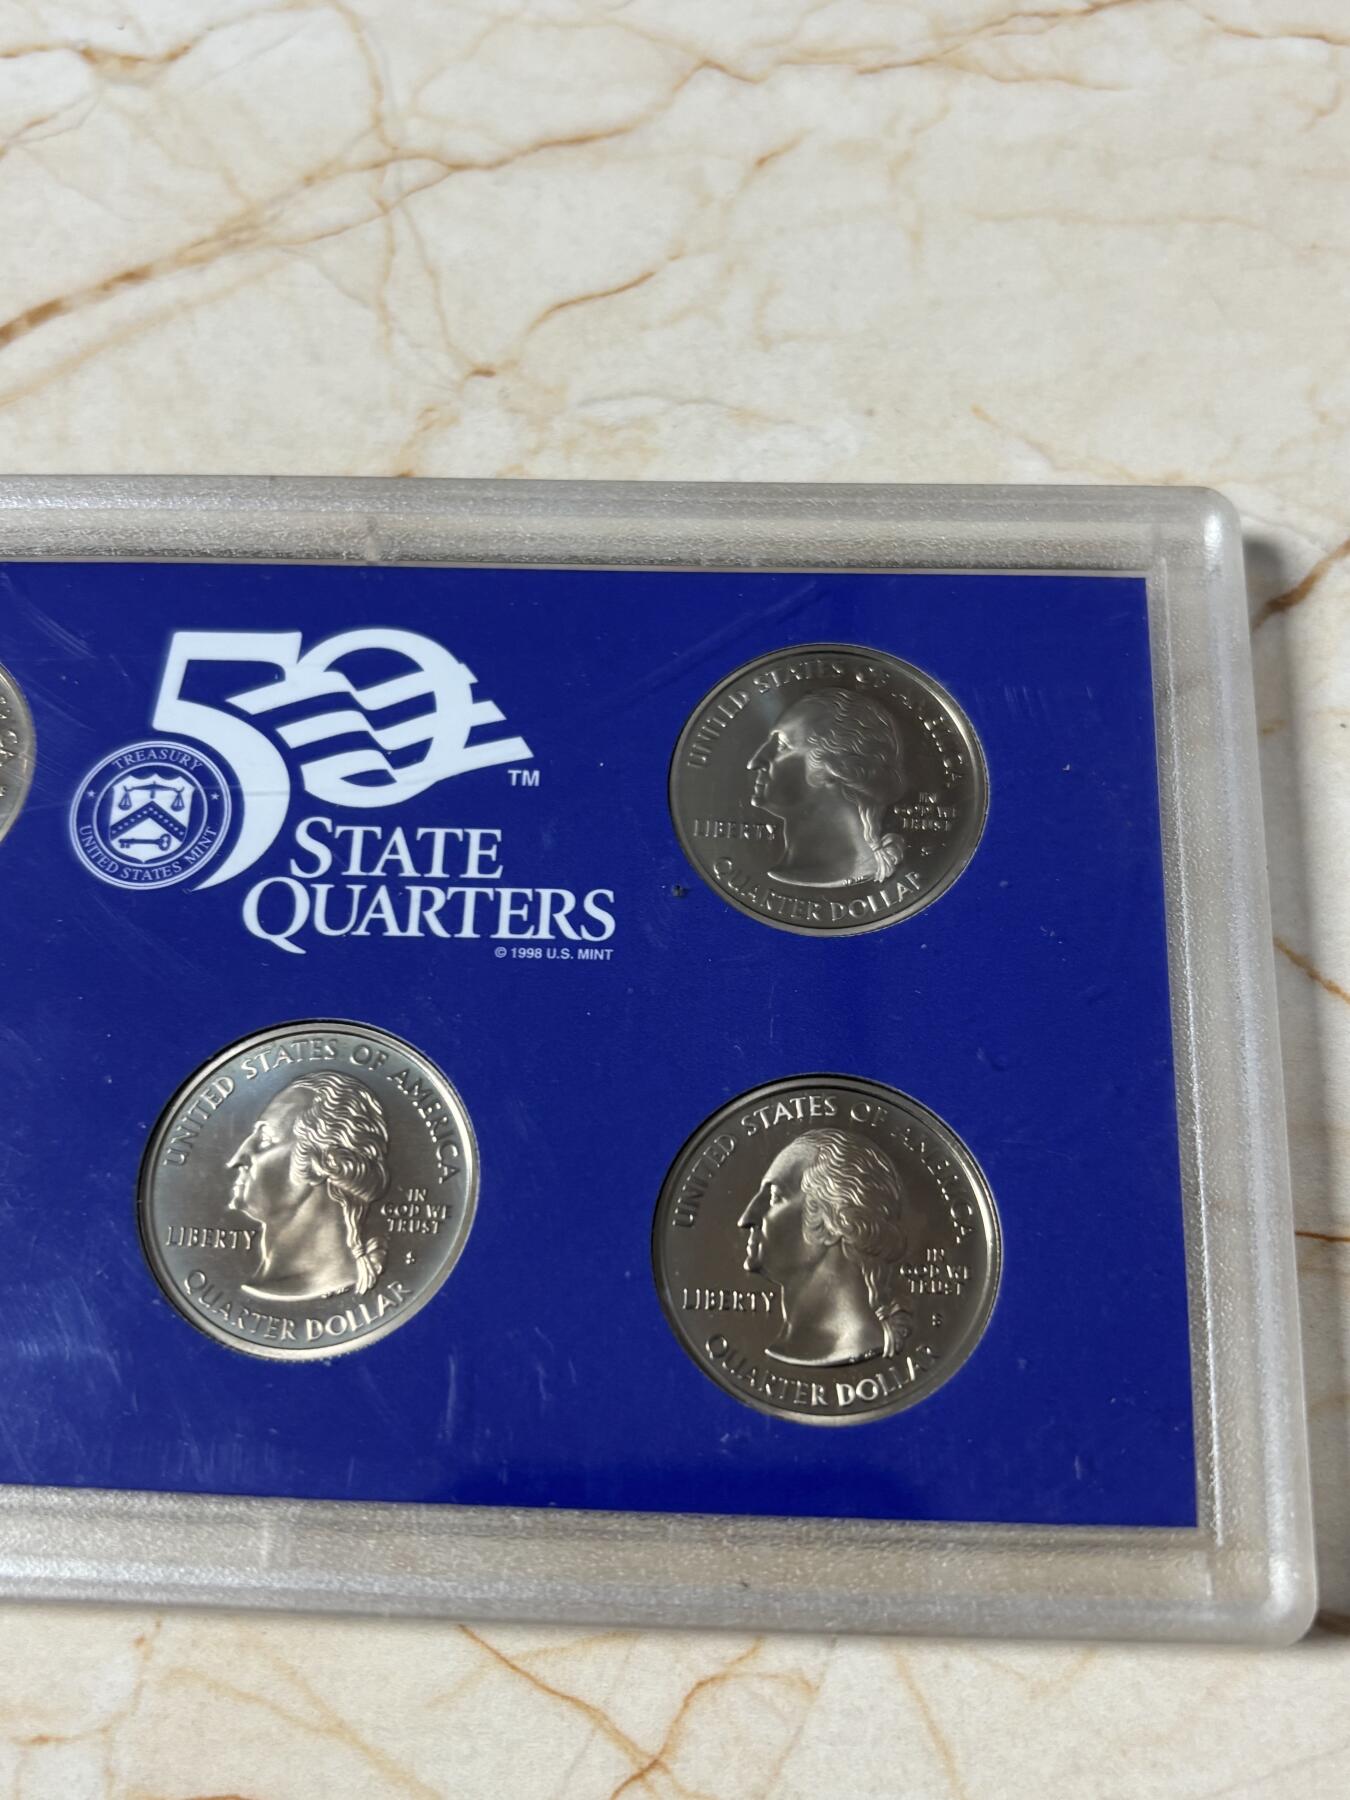 50
TM
TREASURY
UNITED STATES MINT
STATE
QUARTERS
© 1998 U.S. MINT
UNITED STATES OF AMERICA
LIBERTY
IN
GOD WE
TRUST
S
QUARTER DOLLAR
UNITED STATES OF AMERICA
LIBERTY
IN
GOD WE
TRUST
S
QUARTER DOLLAR
UNITED STATES OF AMERICA
LIBERTY
IN
GOD WE
TRUST
S
QUARTER DOLLAR